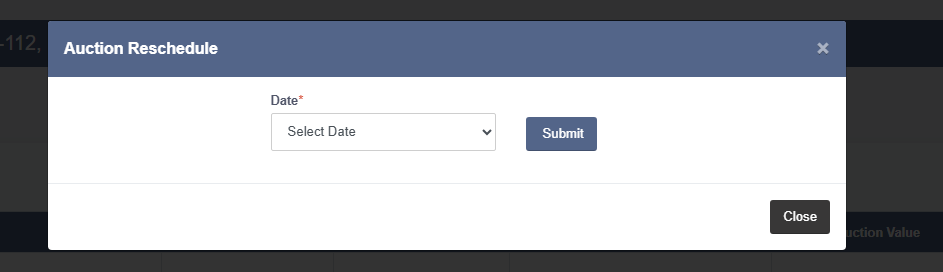 -112,
Auction Reschedule
×
Date*
Select Date
Submit
Close
uction Value